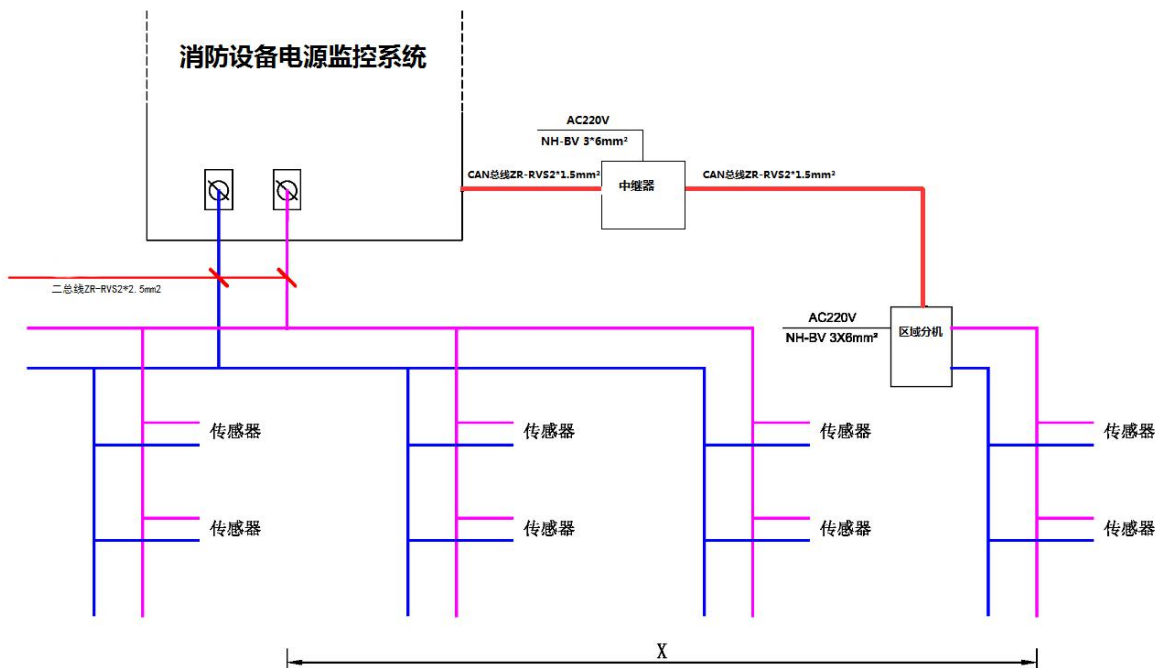 消防设备电源监控系统
AC220V
NH-BV 3*6mm²
CAN总线ZR-RVS2*1.5mm²
中继器
CAN总线ZR-RVS2*1.5mm²
二总线ZR-RVS2*2.5mm2
AC220V
NH-BV 3X6mm²
区域分机
传感器
传感器
传感器
传感器
传感器
传感器
传感器
传感器
X